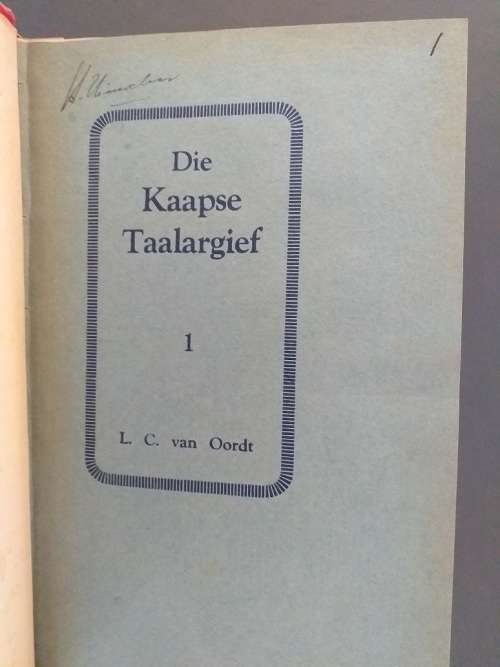 1
Die
Kaapse
Taalargief
1
L. C. van Oordt